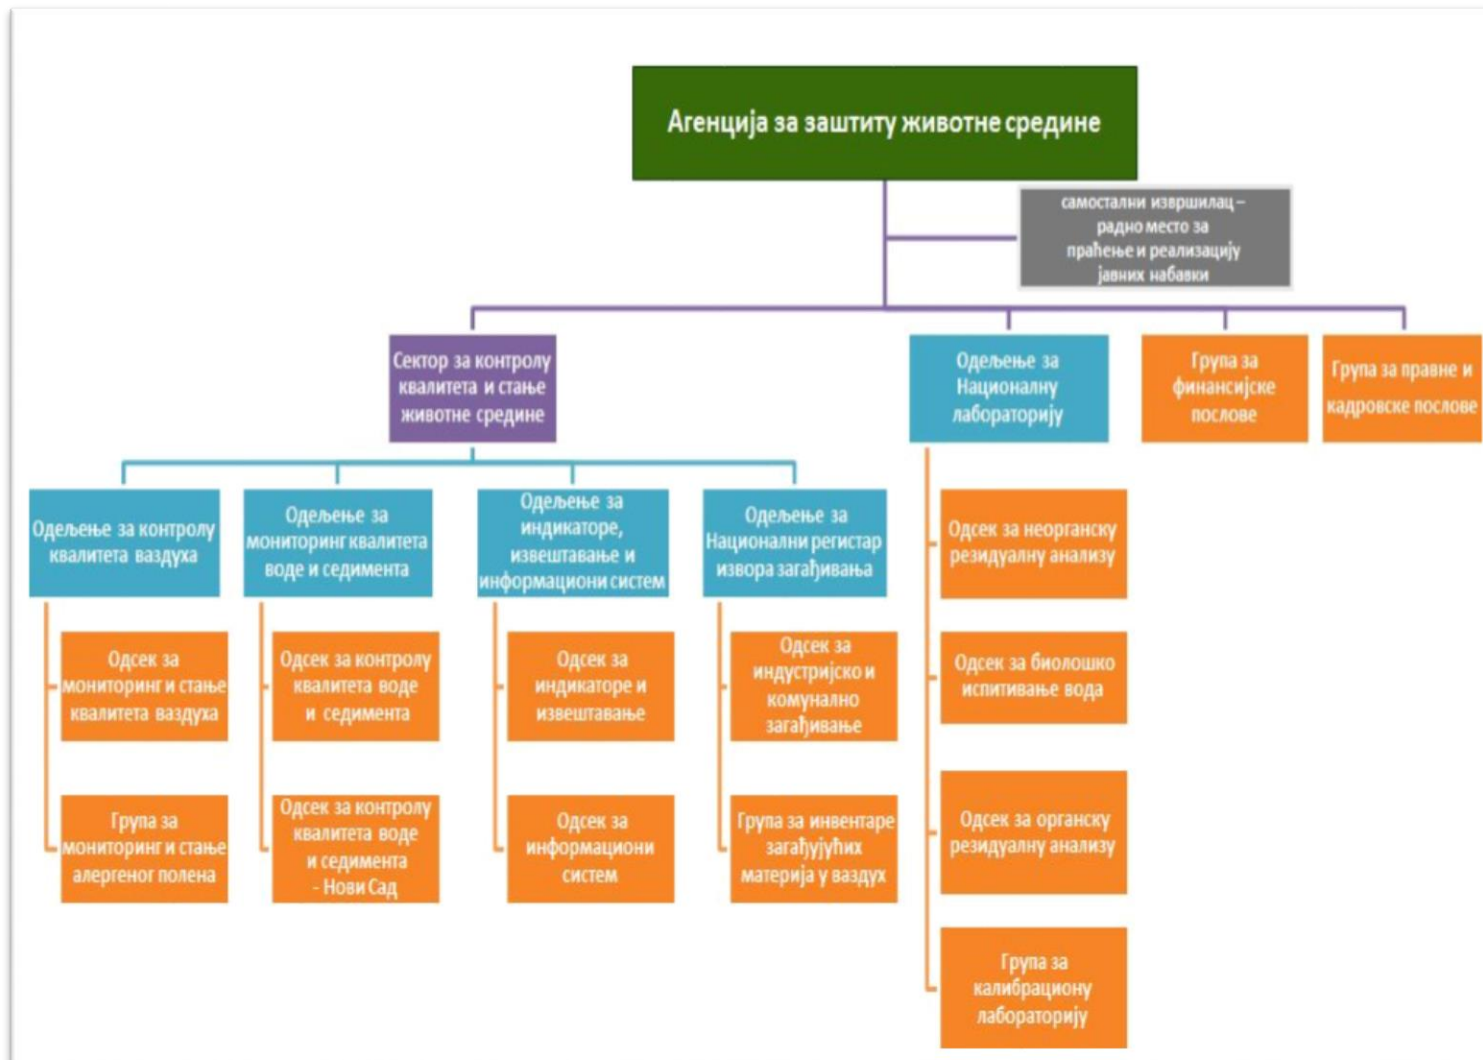 Агенција за заштиту животне средине
самостални извршилац –
радно место за
праћење и реализацију
јавних набавки
Сектор за контролу
квалитета и стање
животне средине
Одељење за
Националну
лабораторију
Група за
финансијске
послове
Група за правне и
кадровске послове
Одељење за контролу
квалитета ваздуха
Одељење за
мониторинг квалитета
воде и седимента
Одељење за
индикаторе,
извештавање и
информациони систем
Одељење за
Национални регистар
извора загађивања
Одсек за неорганску
резидуалну анализу
Одсек за
мониторинг и стање
квалитета ваздуха
Одсек за контролу
квалитета воде
и седимента
Одсек за
индикаторе и
извештавање
Одсек за
индустријско и
комунално
загађивање
Одсек за биолошко
испитивање вода
Група за
мониторинг и стање
алергеног полена
Одсек за контролу
квалитета воде
и седимента
- Нови Сад
Одсек за
информациони
систем
Група за инвентаре
загађујућих
материја у ваздух
Одсек за органску
резидуалну анализу
Група за
калибрациону
лабораторију